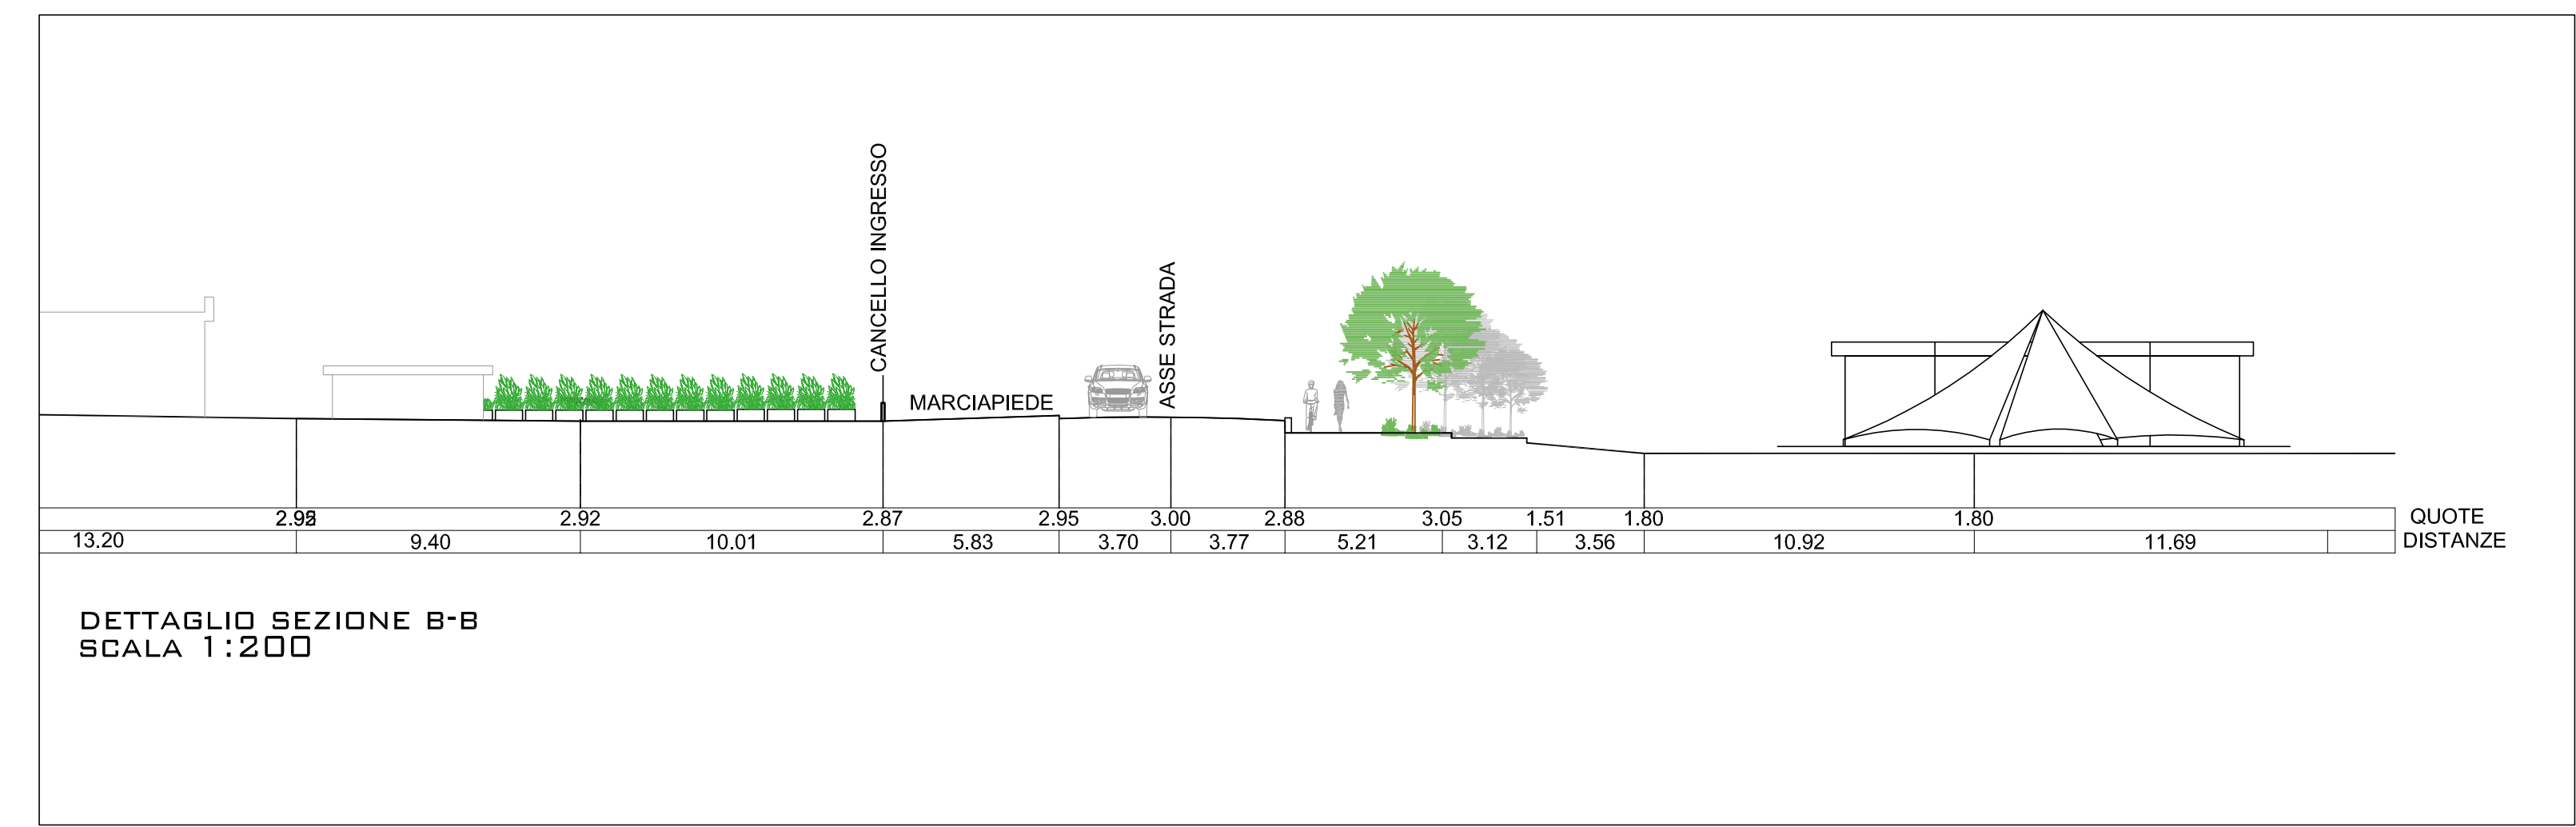 CANCELLO INGRESSO
ASSE STRADA
MARCIAPIEDE
2.92 2.87 2.95 3.00 2.88 3.05 1.51 1.80 1.80 QUOTE
13.20 9.40 10.01 5.83 3.70 3.77 5.21 3.12 3.56 10.92 11.69 DISTANZE
DETTAGLIO SEZIONE B-B
SCALA 1:200